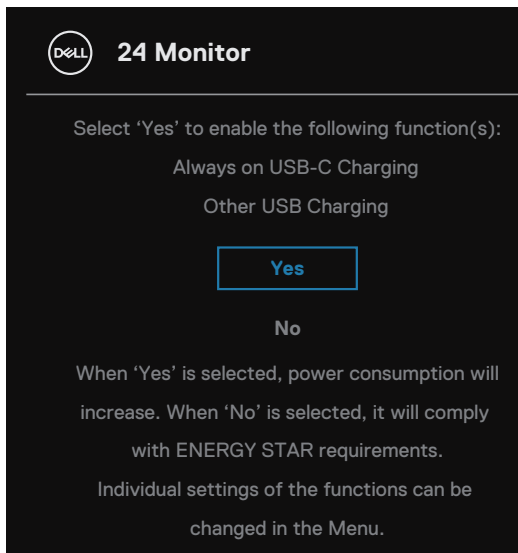 DELL
24 Monitor
Select ‘Yes’ to enable the following function(s):
Always on USB-C Charging
Other USB Charging
Yes
No
When ‘Yes’ is selected, power consumption will
increase. When ‘No’ is selected, it will comply
with ENERGY STAR requirements.
Individual settings of the functions can be
changed in the Menu.